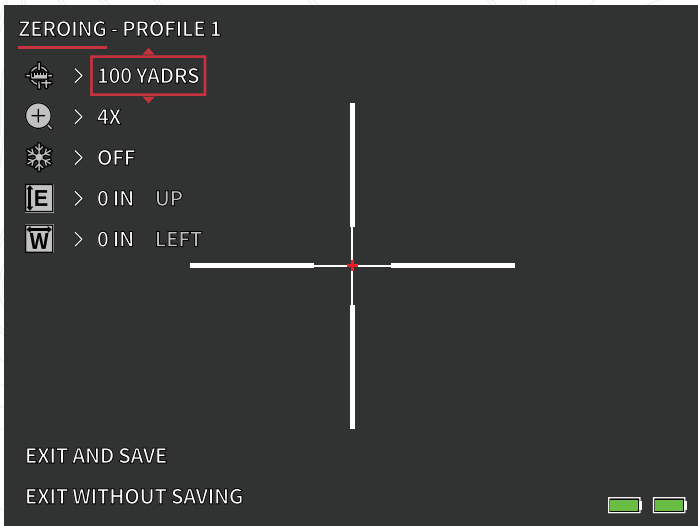 ZEROING - PROFILE 1
> 100 YADRS
> 4X
> OFF
E > 0 IN UP
W > 0 IN LEFT
EXIT AND SAVE
EXIT WITHOUT SAVING